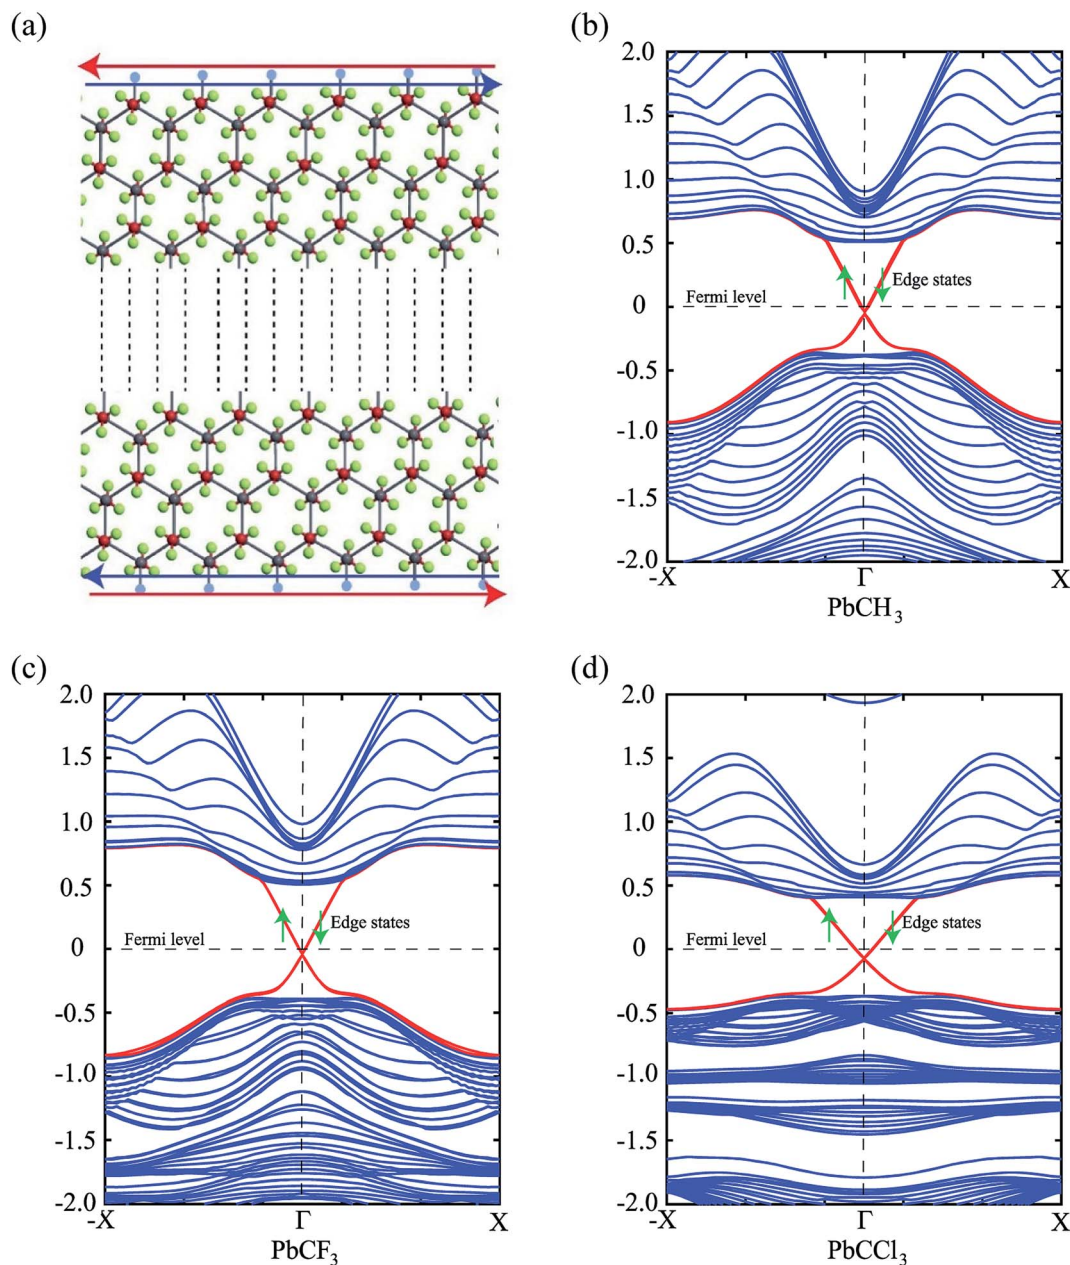 (a)
(b)
2.0
1.5
1.0
0.5
0
-0.5
-1.0
-1.5
-2.0
Fermi level
Edge states
-X Γ X
PbCH₃
(c)
2.0
1.5
1.0
0.5
0
-0.5
-1.0
-1.5
-2.0
Fermi level
Edge states
-X Γ X
PbCF₃
(d)
2.0
1.5
1.0
0.5
0
-0.5
-1.0
-1.5
-2.0
Fermi level
Edge states
-X Γ X
PbCCl₃